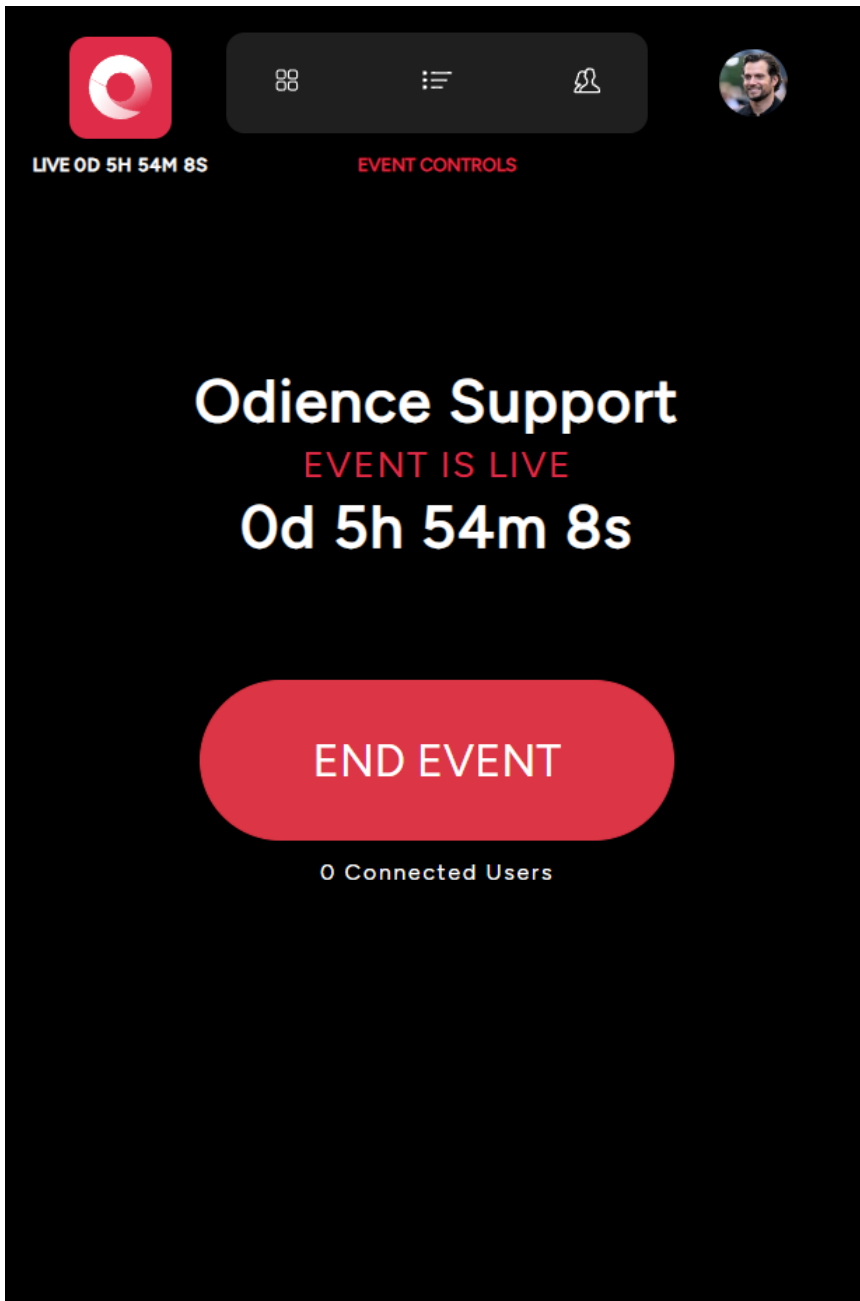 LIVE 0D 5H 54M 8S
EVENT CONTROLS
Odience Support
EVENT IS LIVE
0d 5h 54m 8s
END EVENT
0 Connected Users